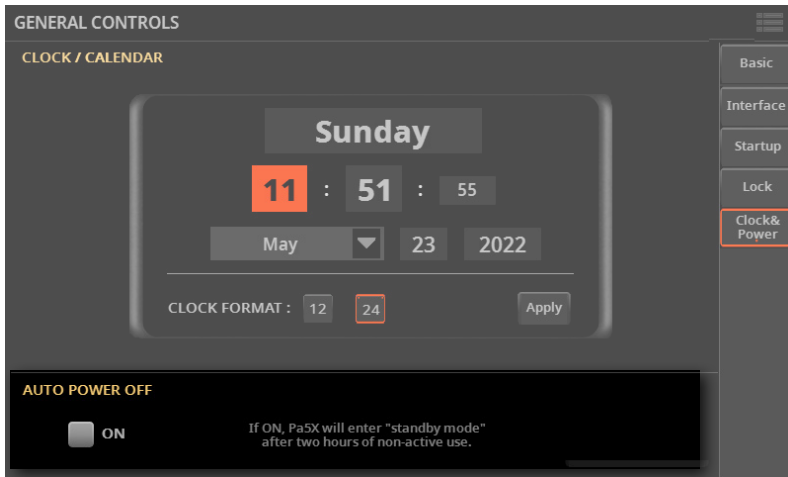 GENERAL CONTROLS
CLOCK / CALENDAR
Basic
Interface
Startup
Lock
Clock&
Power
Sunday
11 : 51 : 55
May 23 2022
CLOCK FORMAT : 12 24 Apply
AUTO POWER OFF
ON
If ON, Pa5X will enter "standby mode"
after two hours of non-active use.